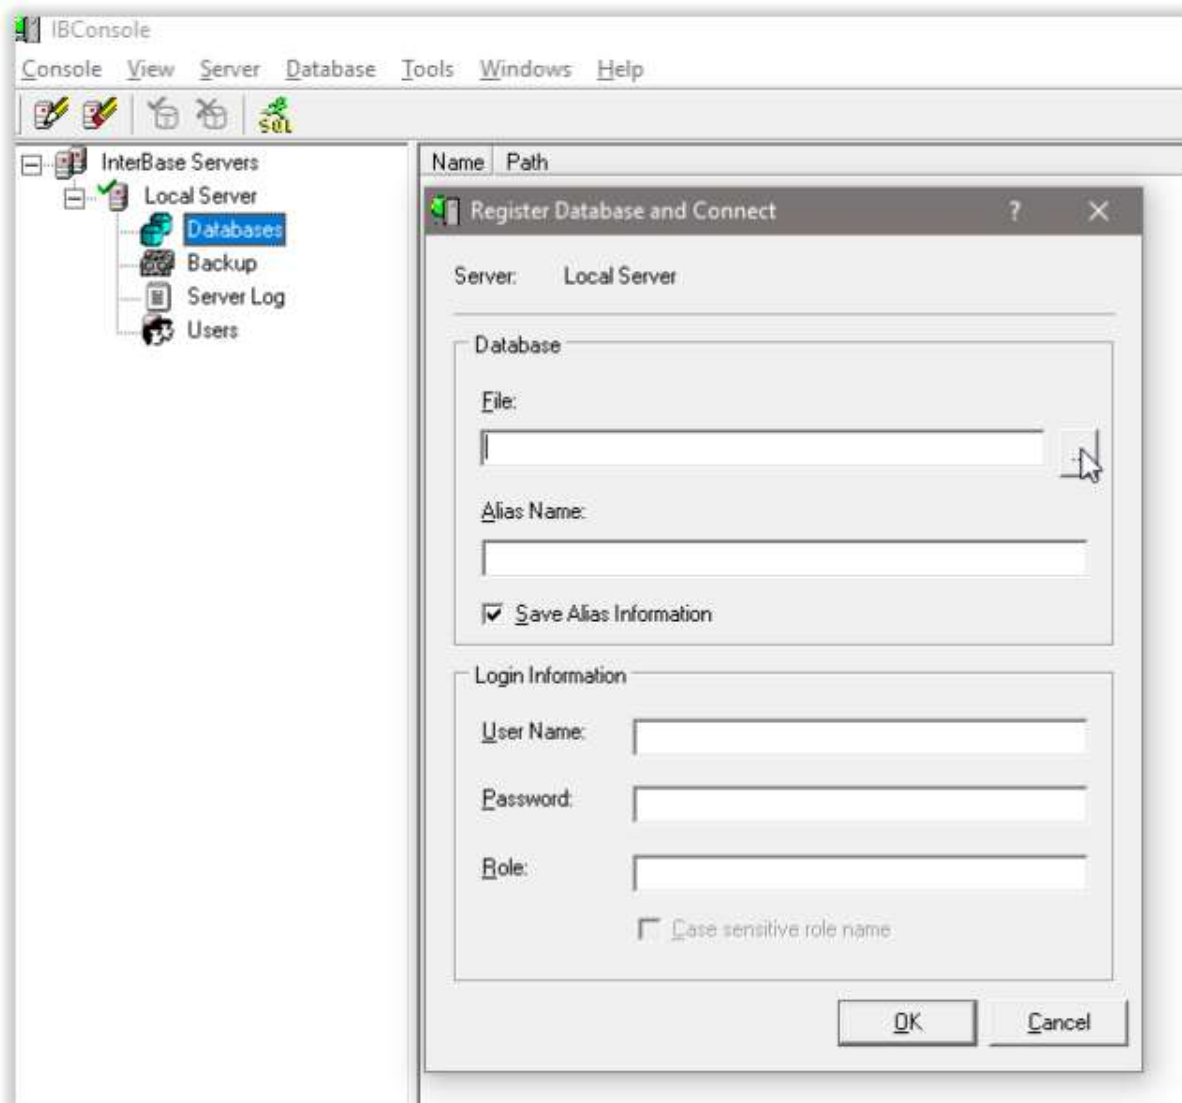 IBConsole
Console View Server Database Tools Windows Help
SQL
InterBase Servers
Local Server
Databases
Backup
Server Log
Users
Name Path
Register Database and Connect ?
Server: Local Server
Database
File:
...
Alias Name:
Save Alias Information
Login Information
User Name:
Password:
Role:
Case sensitive role name
OK Cancel